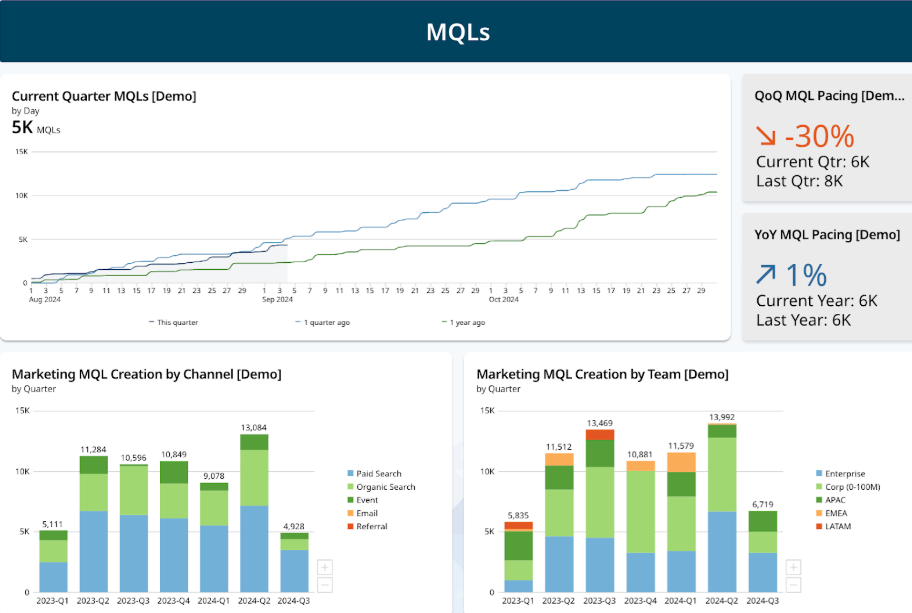 MQLs
Current Quarter MQLs [Demo]
by Day
5K MQLs
15K
10K
5K
0
1 3 5 7 9 11 13 15 17 19 21 23 25 27 29 1 3 5 7 9 11 13 15 17 19 21 23 25 27 29 1 3 5 7 9 11 13 15 17 19 21 23 25 27 29
Aug 2024 Sep 2024 Oct 2024
This quarter 1 quarter ago 1 year ago
QoQ MQL Pacing [Dem...
-30%
Current Qtr: 6K
Last Qtr: 8K
YoY MQL Pacing [Demo]
1%
Current Year: 6K
Last Year: 6K
Marketing MQL Creation by Channel [Demo]
by Quarter
15K
10K
5K
0
5,111
11,284
10,596
10,849
9,078
13,084
4,928
2023-Q1 2023-Q2 2023-Q3 2023-Q4 2024-Q1 2024-Q2 2024-Q3
Paid Search
Organic Search
Event
Email
Referral
+
−
Marketing MQL Creation by Team [Demo]
by Quarter
15K
10K
5K
0
5,835
11,512
13,469
10,881
11,579
13,992
6,719
2023-Q1 2023-Q2 2023-Q3 2023-Q4 2024-Q1 2024-Q2 2024-Q3
Enterprise
Corp (0-100M)
APAC
EMEA
LATAM
+
−